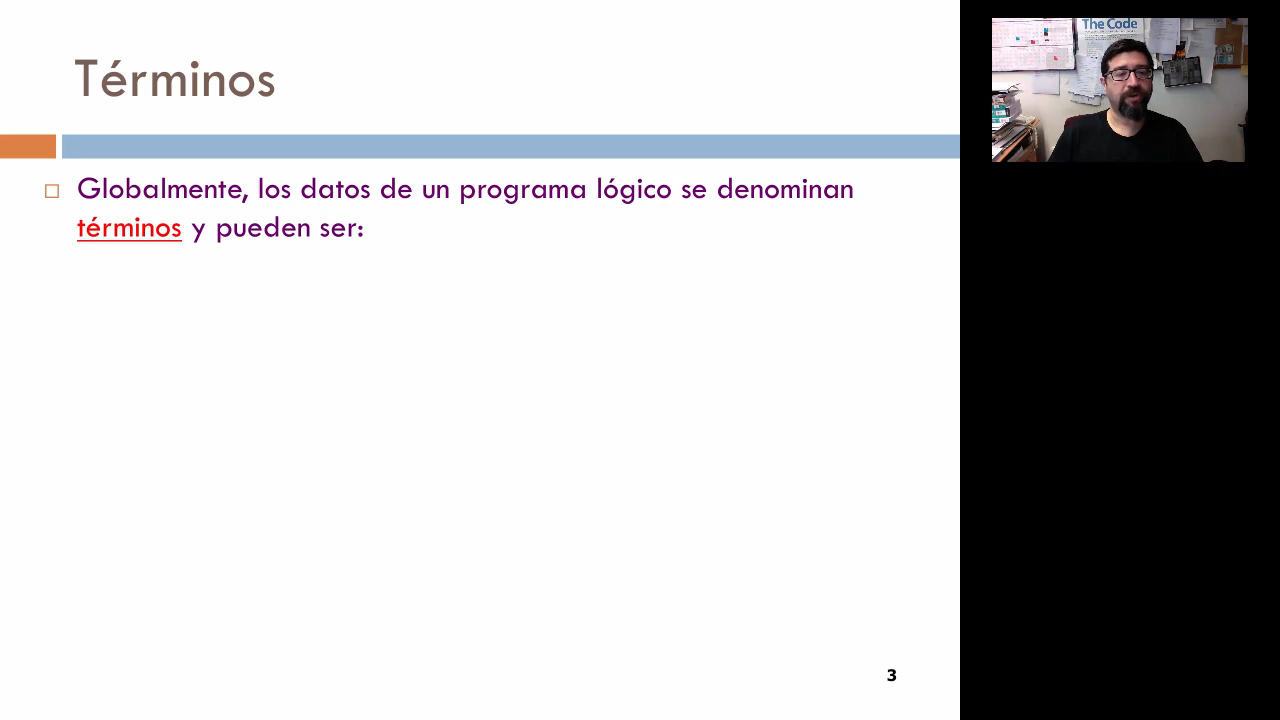 Términos
Globalmente, los datos de un programa lógico se denominan
términos y pueden ser:
3
The Code